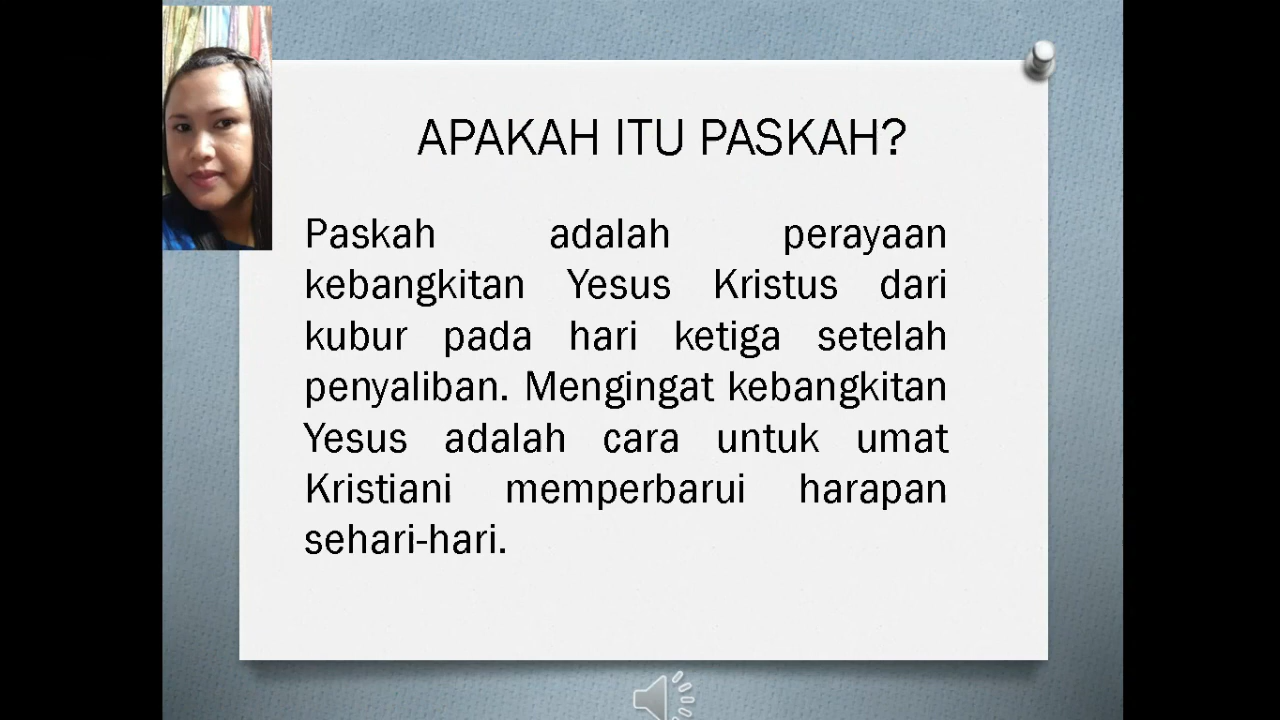 APAKAH ITU PASKAH?
Paskah adalah perayaan
kebangkitan Yesus Kristus dari
kubur pada hari ketiga setelah
penyaliban. Mengingat kebangkitan
Yesus adalah cara untuk umat
Kristiani memperbarui harapan
sehari-hari.